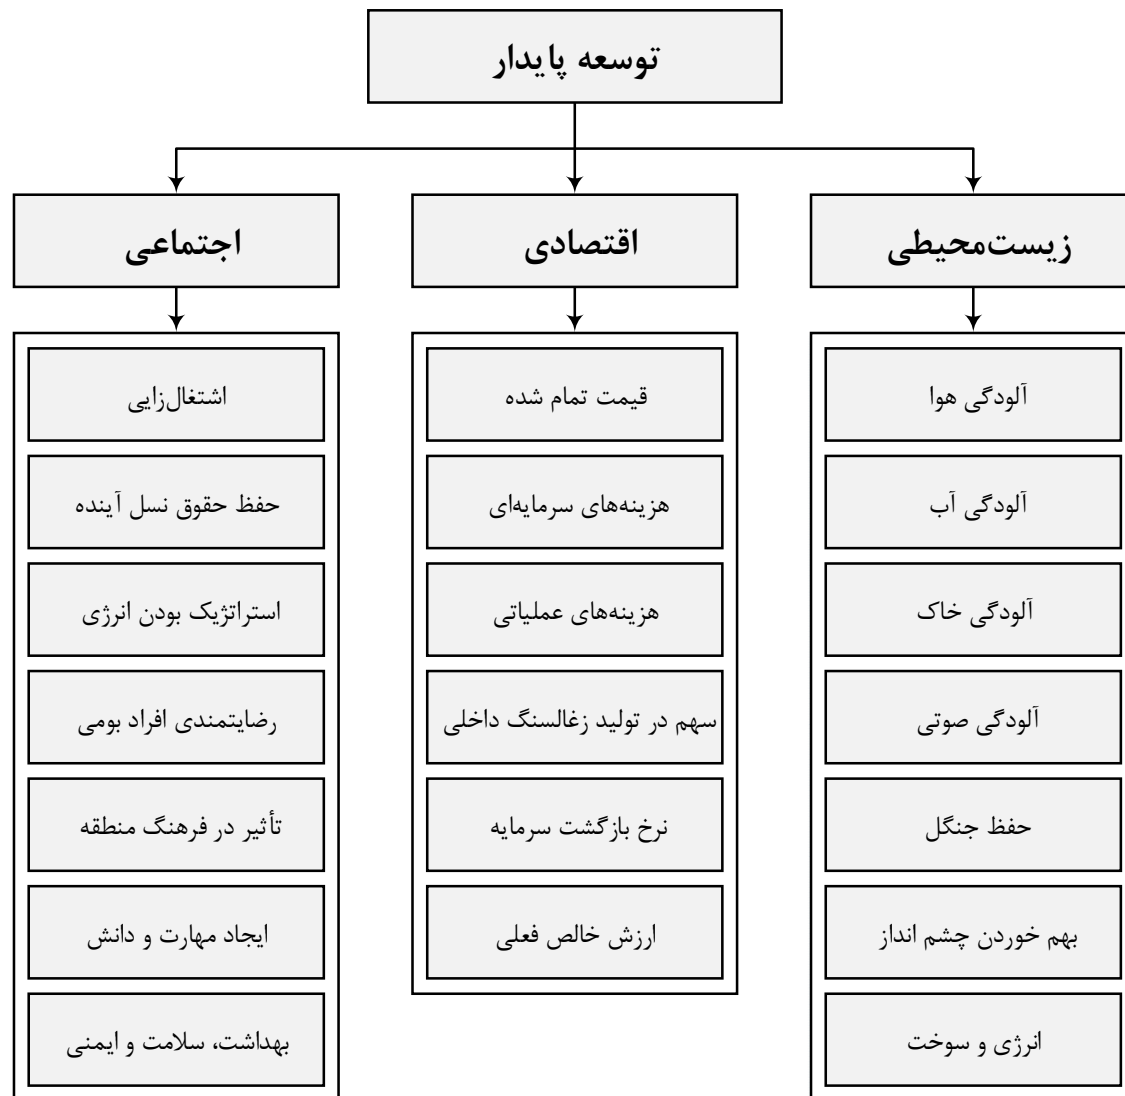 توسعه پایدار
زیست‌محیطی
اقتصادی
اجتماعی
آلودگی هوا
آلودگی آب
آلودگی خاک
آلودگی صوتی
حفظ جنگل
بهم خوردن چشم انداز
انرژی و سوخت
قیمت تمام شده
هزینه‌های سرمایه‌ای
هزینه‌های عملیاتی
سهم در تولید زغالسنگ داخلی
نرخ بازگشت سرمایه
ارزش خالص فعلی
اشتغال‌زایی
حفظ حقوق نسل آینده
استراتژیک بودن انرژی
رضایتمندی افراد بومی
تأثیر در فرهنگ منطقه
ایجاد مهارت و دانش
بهداشت، سلامت و ایمنی